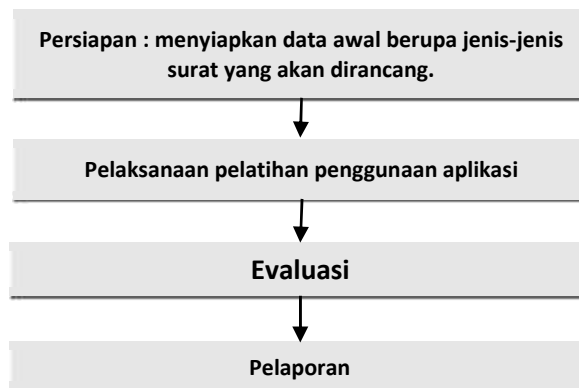 Persiapan : menyiapkan data awal berupa jenis-jenis
surat yang akan dirancang.
Pelaksanaan pelatihan penggunaan aplikasi
Evaluasi
Pelaporan